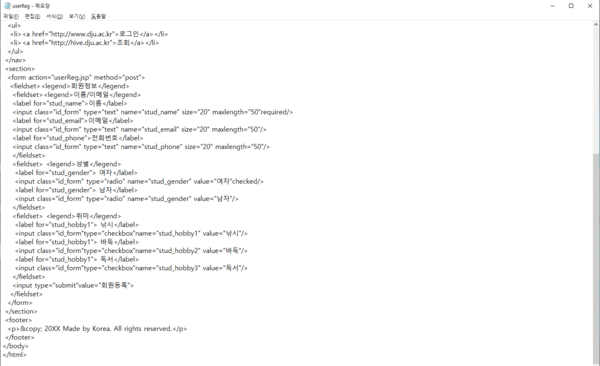 userReg - 메모장
파일(F) 편집(E) 서식(O) 보기(V) 도움말
<ul>
<li><a href="http://www.dju.ac.kr">로그인</a></li>
<li><a href="http://hive.dju.ac.kr">조회</a></li>
</ul>
</nav>
<section>
<form action="userReg.jsp" method="post">
<fieldset><legend>회원정보</legend>
<fieldset><legend>이름/이메일</legend>
<label for="stud_name">이름</label>
<input class="id_form" type="text" name="stud_name" size="20" maxlength="50"required/>
<label for="stud_email">이메일</label>
<input class="id_form" type="text" name="stud_email" size="20" maxlength="50"/>
<label for="stud_phone">전화번호</label>
<input class="id_form" type="text" name="stud_phone" size="20" maxlength="50"/>
</fieldset>
<fieldset> <legend>성별</legend>
<label for="stud_gender"> 여자</label>
<input class="id_form" type="radio" name="stud_gender" value="여자"checked/>
<label for="stud_gender"> 남자</label>
<input class="id_form" type="radio" name="stud_gender" value="남자"/>
</fieldset>
<fieldset> <legend>취미</legend>
<label for="stud_hobby1"> 낚시</label>
<input class="id_form"type="checkbox"name="stud_hobby1" value="낚시"/>
<label for="stud_hobby1"> 바둑</label>
<input class="id_form"type="checkbox"name="stud_hobby2" value="바둑"/>
<label for="stud_hobby1"> 독서</label>
<input class="id_form"type="checkbox"name="stud_hobby3" value="독서"/>
</fieldset>
<input type="submit"value="회원등록">
</fieldset>
</form>
</section>
<footer>
<p>&copy; 20XX Made by Korea. All rights reserved.</p>
</footer>
</body>
</html>